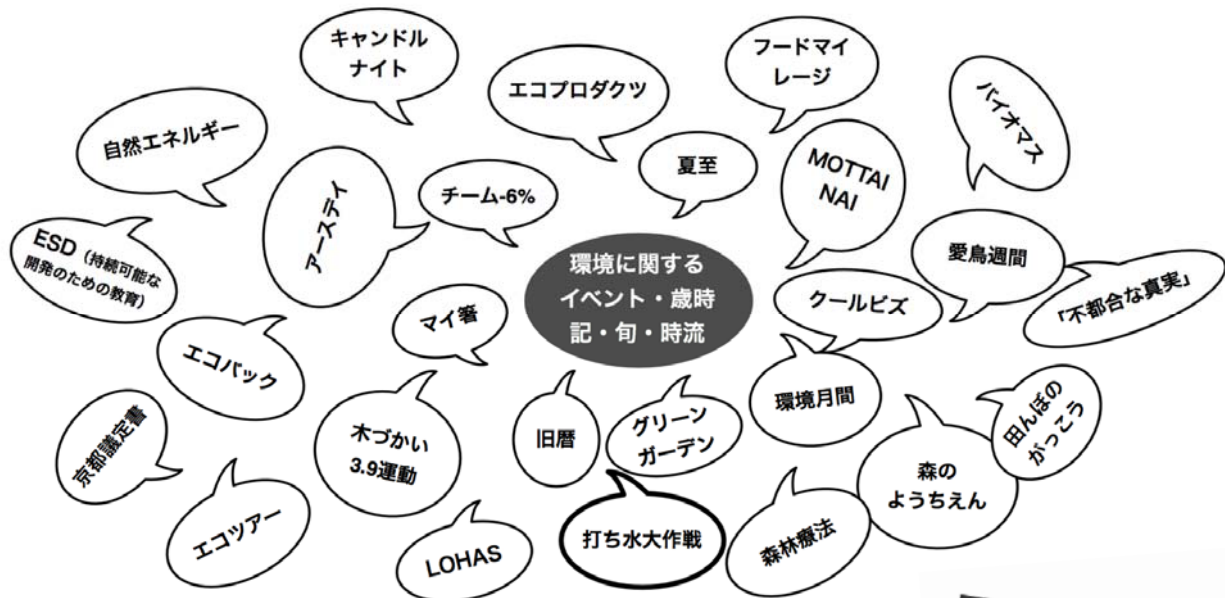 キャンドル
ナイト
エコプロダクツ
フードマイ
レージ
バイオマス
自然エネルギー
アースデイ
チーム-6%
夏至
MOTTAI
NAI
ESD（持続可能な
開発のための教育）
環境に関する
イベント・歳時
記・旬・時流
愛鳥週間
「不都合な真実」
クールビズ
マイ箸
エコバック
京都議定書
木づかい
3.9運動
旧暦
グリーン
ガーデン
環境月間
田んぼの
がっこう
森の
ようちえん
エコツアー
LOHAS
打ち水大作戦
森林療法